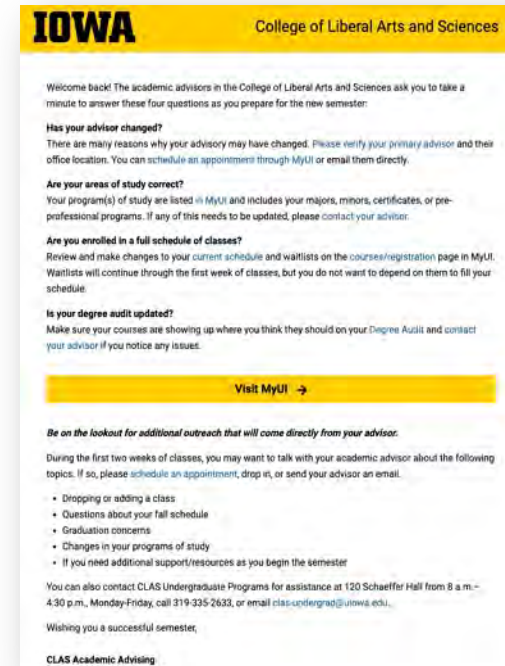 IOWA
College of Liberal Arts and Sciences
Welcome back! The academic advisors in the College of Liberal Arts and Sciences ask you to take a
minute to answer these four questions as you prepare for the new semester:
Has your advisor changed?
There are many reasons why your advisory may have changed. Please verify your primary advisor and their
office location. You can schedule an appointment through MyUI or email them directly.
Are your areas of study correct?
Your program(s) of study are listed in MyUI and includes your majors, minors, certificates, or pre-
professional programs. If any of this needs to be updated, please contact your advisor.
Are you enrolled in a full schedule of classes?
Review and make changes to your current schedule and waitlists on the courses/registration page in MyUI.
Waitlists will continue through the first week of classes, but you do not want to depend on them to fill your
schedule.
Is your degree audit updated?
Make sure your courses are showing up where you think they should on your Degree Audit and contact
your advisor if you notice any issues.
Visit MyUI →
Be on the lookout for additional outreach that will come directly from your advisor.
During the first two weeks of classes, you may want to talk with your academic advisor about the following
topics. If so, please schedule an appointment, drop in, or send your advisor an email.
• Dropping or adding a class
• Questions about your fall schedule
• Graduation concerns
• Changes in your programs of study
• If you need additional support/resources as you begin the semester
You can also contact CLAS Undergraduate Programs for assistance at 120 Schaeffer Hall from 8 a.m.–
4:30 p.m., Monday-Friday, call 319-335-2633, or email clas-undergrad@uiowa.edu.
Wishing you a successful semester,
CLAS Academic Advising